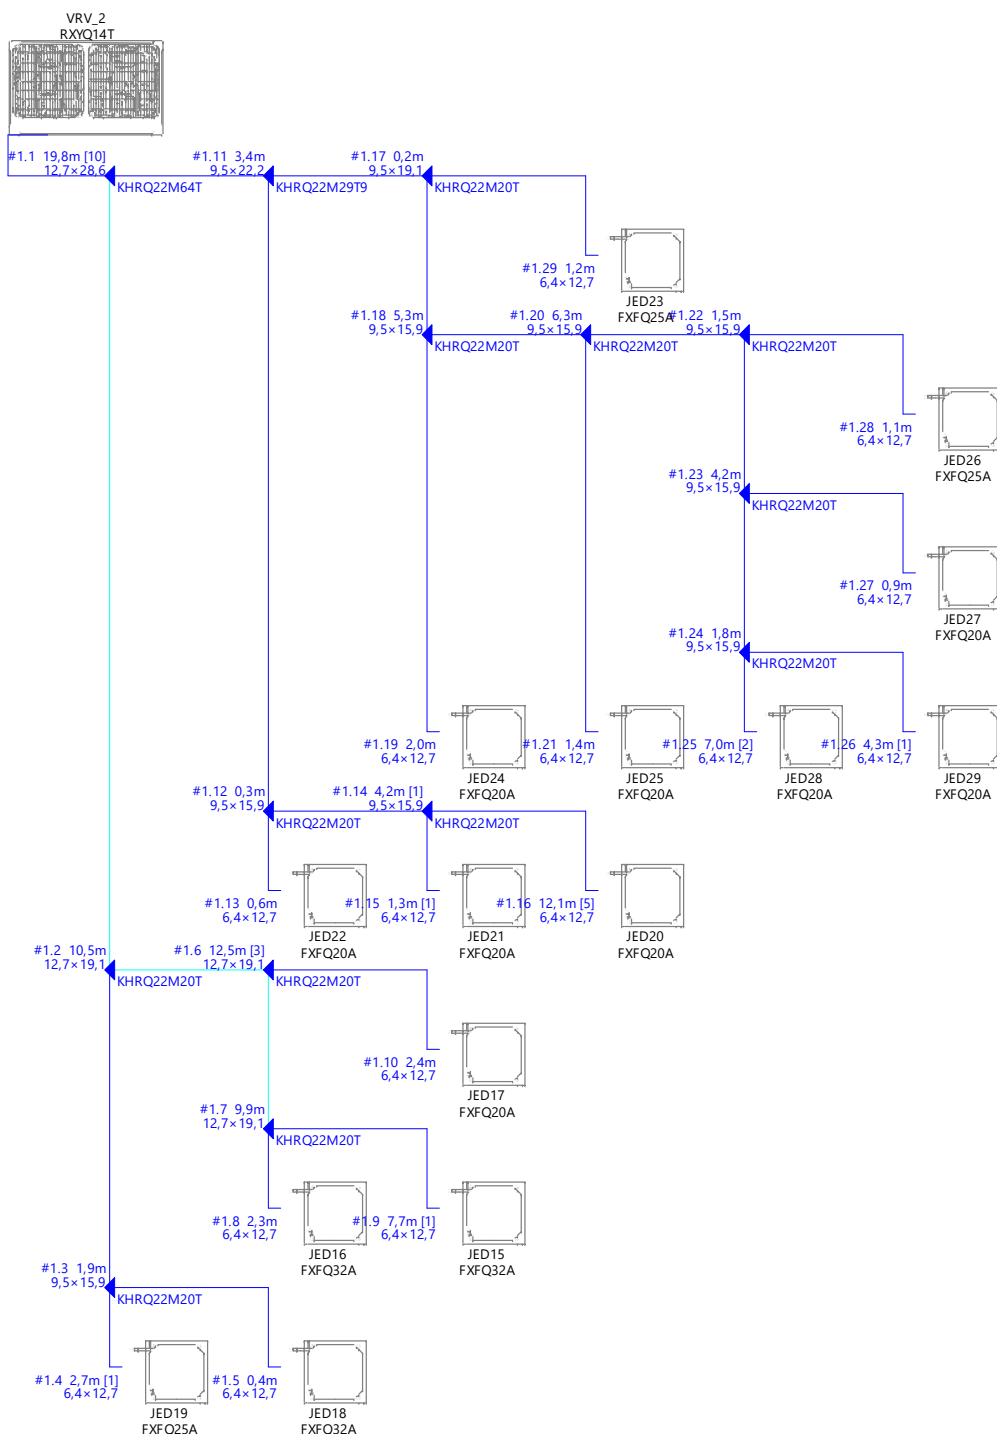 VRV_2
RXYQ14T
#1.1 19,8m [10]
12,7×28,6
KHRQ22M64T
#1.11 3,4m
9,5×22,2
KHRQ22M29T9
#1.17 0,2m
9,5×19,1
KHRQ22M20T
#1.29 1,2m
6,4×12,7
JED23
FXFQ25A
#1.18 5,3m
9,5×15,9
KHRQ22M20T
#1.20 6,3m
9,5×15,9
KHRQ22M20T
#1.22 1,5m
9,5×15,9
KHRQ22M20T
#1.28 1,1m
6,4×12,7
JED26
FXFQ25A
#1.23 4,2m
9,5×15,9
KHRQ22M20T
#1.27 0,9m
6,4×12,7
JED27
FXFQ20A
#1.24 1,8m
9,5×15,9
KHRQ22M20T
#1.19 2,0m
6,4×12,7
JED24
FXFQ20A
#1.21 1,4m
6,4×12,7
JED25
FXFQ20A
#1.25 7,0m [2]
6,4×12,7
JED28
FXFQ20A
#1.26 4,3m [1]
6,4×12,7
JED29
FXFQ20A
#1.12 0,3m
9,5×15,9
KHRQ22M20T
#1.14 4,2m [1]
9,5×15,9
KHRQ22M20T
#1.13 0,6m
6,4×12,7
JED22
FXFQ20A
#1.15 1,3m [1]
6,4×12,7
JED21
FXFQ20A
#1.16 12,1m [5]
6,4×12,7
JED20
FXFQ20A
#1.2 10,5m
12,7×19,1
KHRQ22M20T
#1.6 12,5m [3]
12,7×19,1
KHRQ22M20T
#1.10 2,4m
6,4×12,7
JED17
FXFQ20A
#1.7 9,9m
12,7×19,1
KHRQ22M20T
#1.8 2,3m
6,4×12,7
JED16
FXFQ32A
#1.9 7,7m [1]
6,4×12,7
JED15
FXFQ32A
#1.3 1,9m
9,5×15,9
KHRQ22M20T
#1.4 2,7m [1]
6,4×12,7
JED19
FXFQ25A
#1.5 0,4m
6,4×12,7
JED18
FXFQ32A